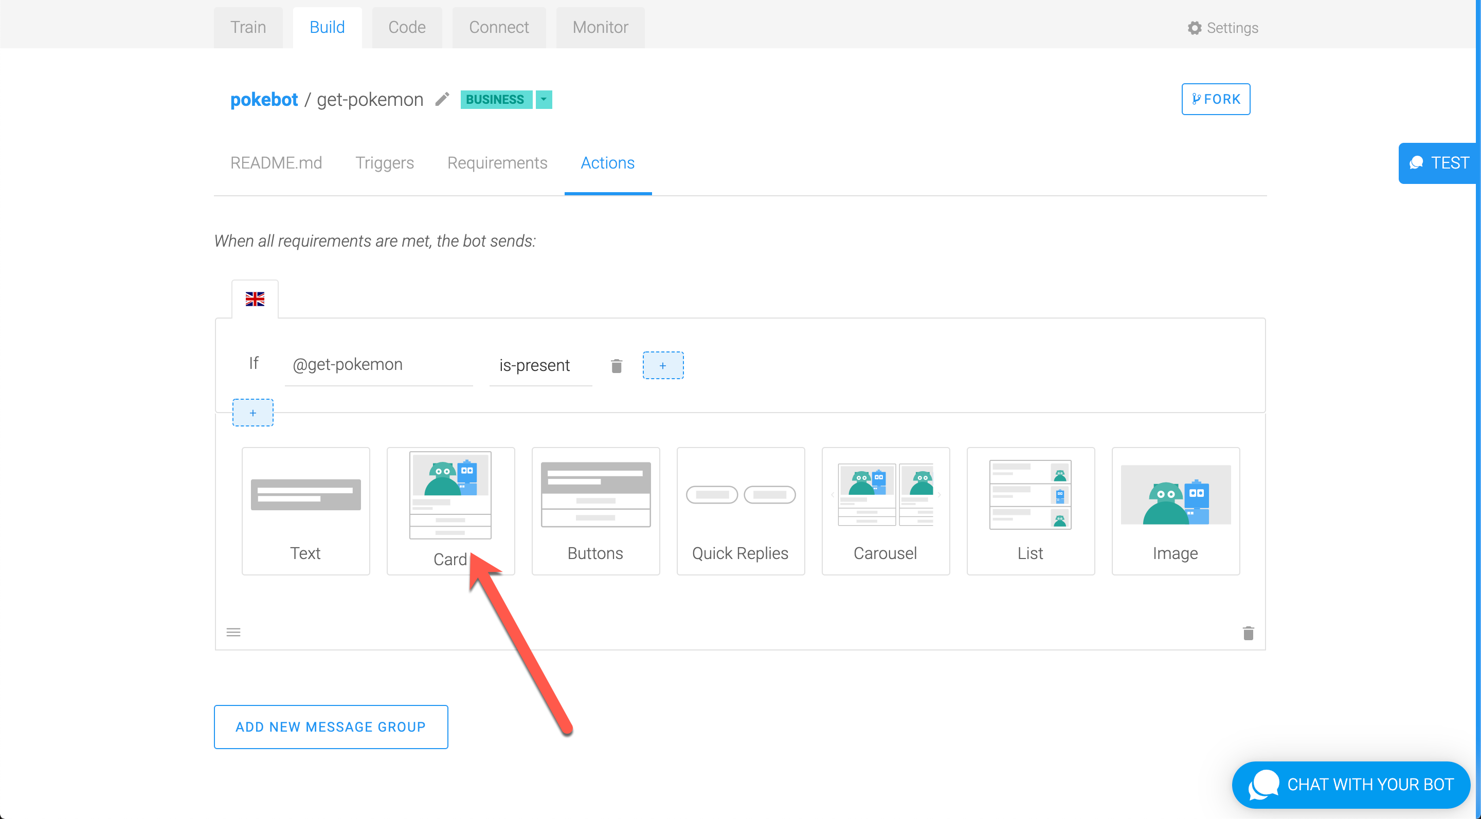 Train Build Code Connect Monitor Settings
pokebot / get-pokemon BUSINESS FORK
README.md Triggers Requirements Actions TEST
When all requirements are met, the bot sends:
If @get-pokemon is-present +
+
Text Card Buttons Quick Replies Carousel List Image
ADD NEW MESSAGE GROUP
CHAT WITH YOUR BOT